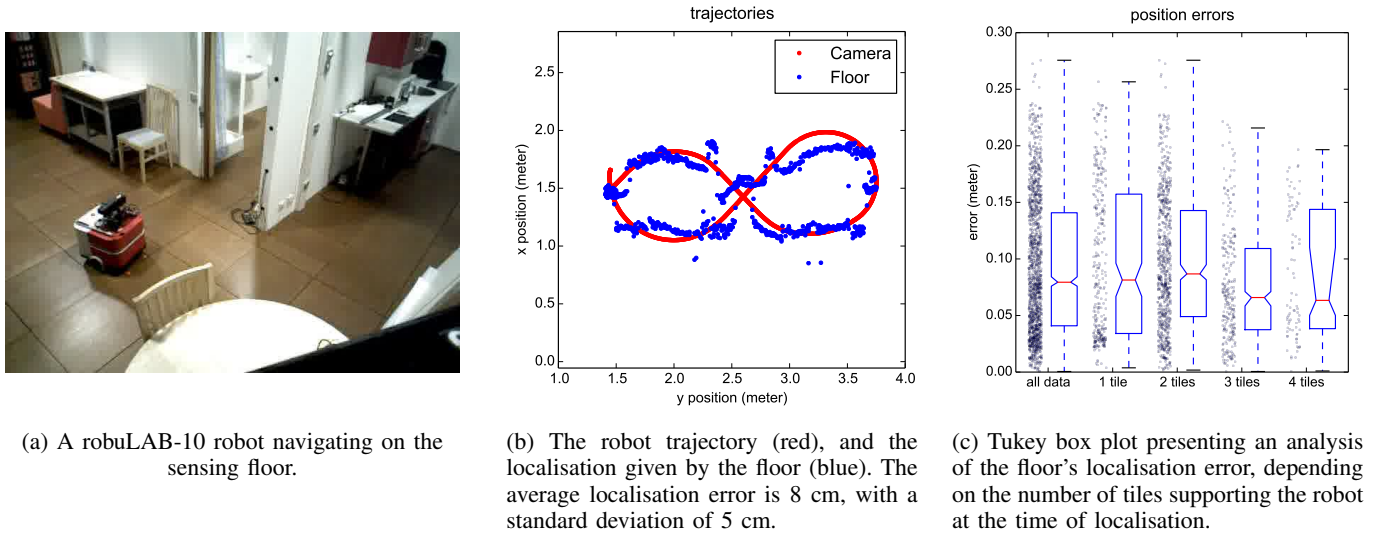 trajectories
Camera
Floor
x position (meter)
2.5
2.0
1.5
1.0
0.5
0.0
1.0 1.5 2.0 2.5 3.0 3.5 4.0
y position (meter)
position errors
error (meter)
0.30
0.25
0.20
0.15
0.10
0.05
0.00
all data 1 tile 2 tiles 3 tiles 4 tiles
(a) A robuLAB-10 robot navigating on the
sensing floor.
(b) The robot trajectory (red), and the
localisation given by the floor (blue). The
average localisation error is 8 cm, with a
standard deviation of 5 cm.
(c) Tukey box plot presenting an analysis
of the floor's localisation error, depending
on the number of tiles supporting the robot
at the time of localisation.